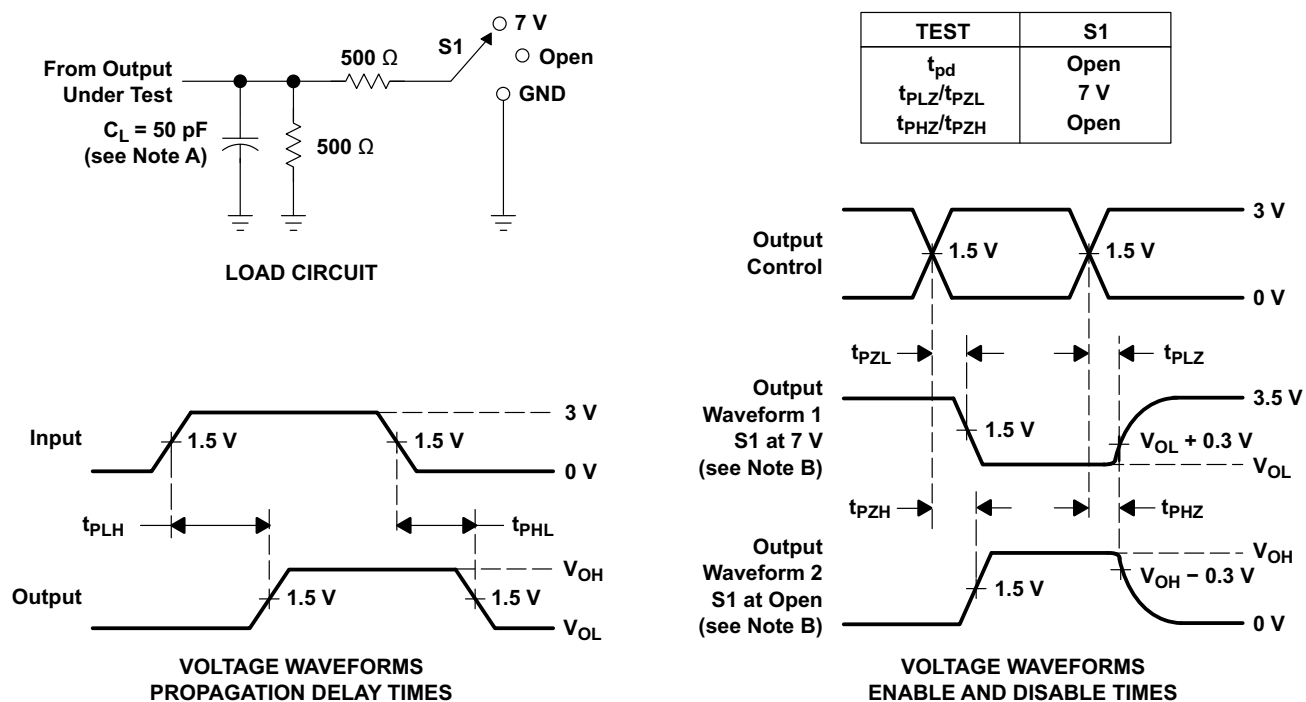 7 V
S1
Open
500 Ω
From Output
Under Test
GND
C_L = 50 pF
(see Note A)
500 Ω
LOAD CIRCUIT
TEST S1
t_pd Open
t_PLZ/t_PZL 7 V
t_PHZ/t_PZH Open
3 V
Output
Control
1.5 V 1.5 V
0 V
t_PZL t_PLZ
Output
Waveform 1
S1 at 7 V
(see Note B)
3.5 V
1.5 V
V_OL + 0.3 V
V_OL
t_PZH t_PHZ
Output
Waveform 2
S1 at Open
(see Note B)
V_OH
1.5 V
V_OH − 0.3 V
0 V
VOLTAGE WAVEFORMS
ENABLE AND DISABLE TIMES
3 V
Input
1.5 V 1.5 V
0 V
t_PLH t_PHL
V_OH
Output
1.5 V 1.5 V
V_OL
VOLTAGE WAVEFORMS
PROPAGATION DELAY TIMES